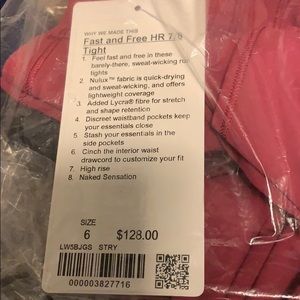 WHY WE MADE THIS
Fast and Free HR 7/8
Tight
1. Feel fast and free in these
barely-there, sweat-wicking
tights
2. Nulux™ fabric is quick-drying
and sweat-wicking, and offers
lightweight coverage
3. Added Lycra® fibre for stretch
and shape retention
4. Discreet waistband pockets keep
your essentials close
5. Stash your essentials in the
side pockets
6. Cinch the interior waist
drawcord to customize your fit
7. High rise
8. Naked Sensation
SIZE
6 $128.00
LW5BJGS STRY
000003827716